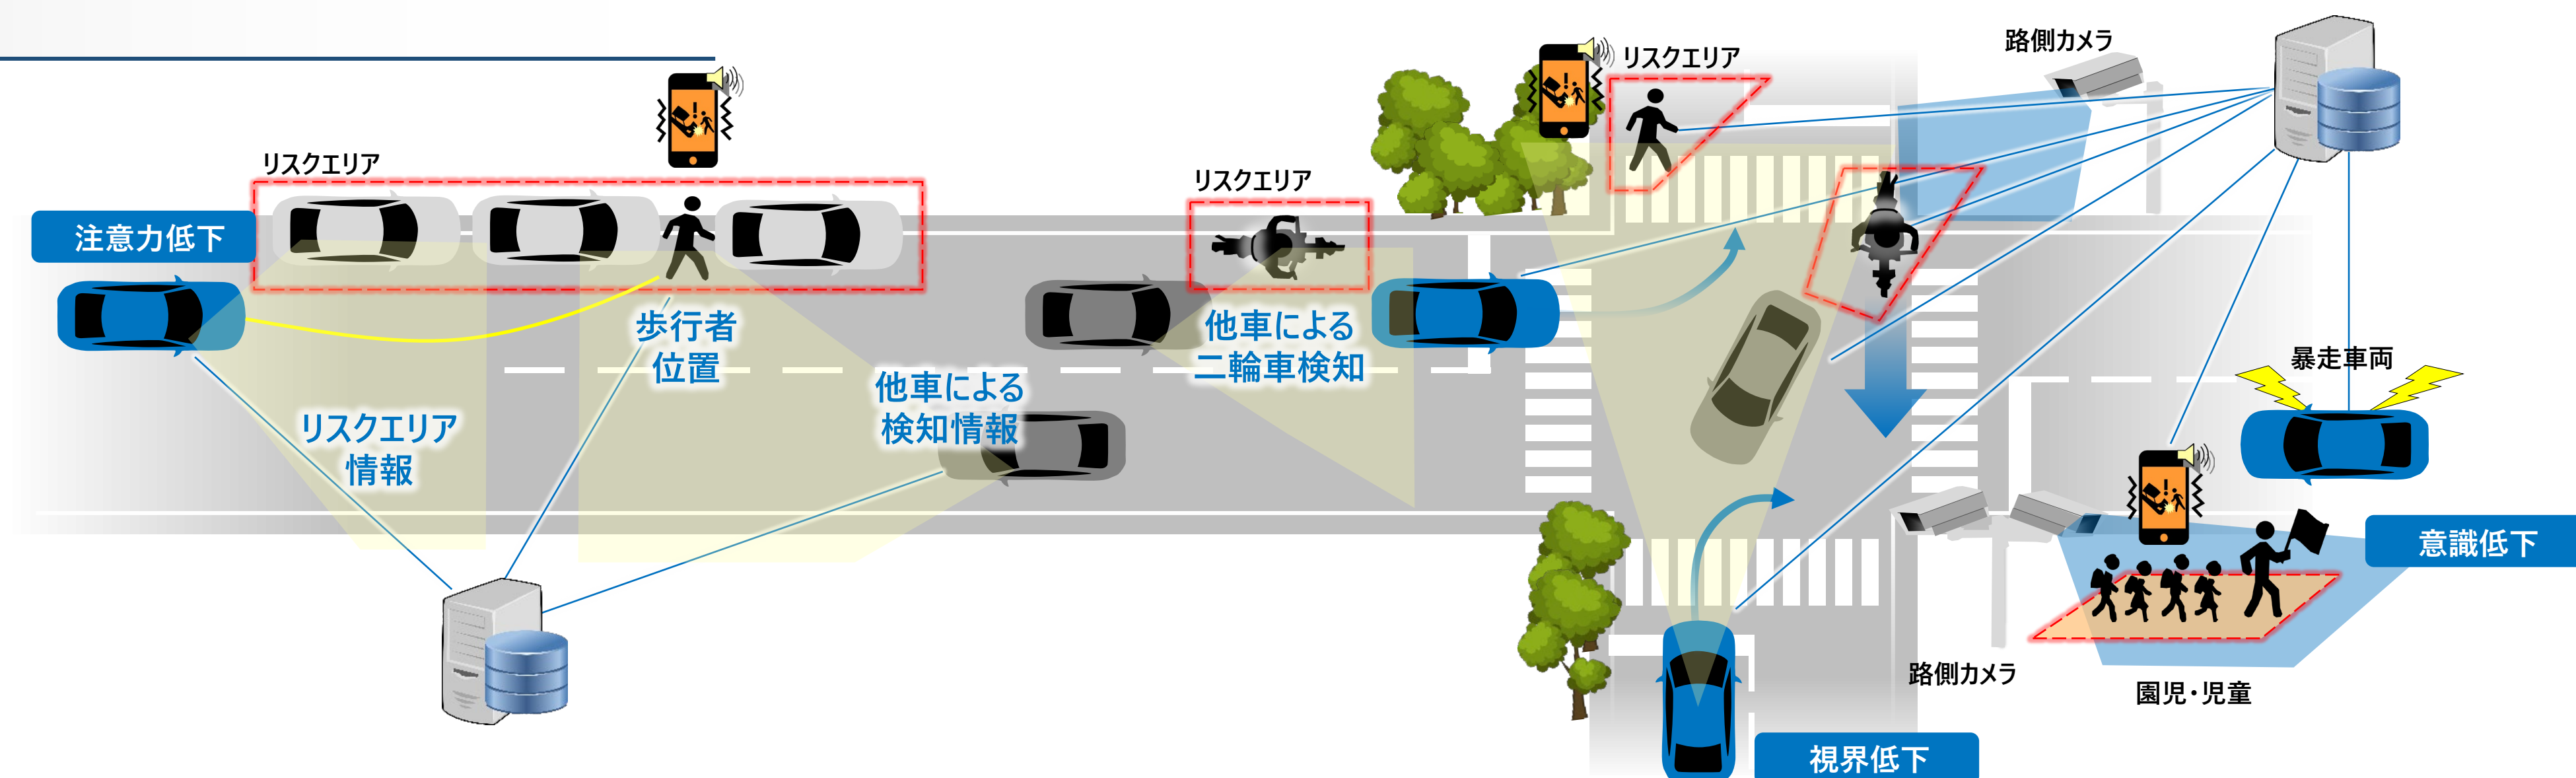 路側カメラ
リスクエリア
リスクエリア
リスクエリア
注意力低下
歩行者
位置
他車による
二輪車検知
他車による
検知情報
リスクエリア
情報
暴走車両
意識低下
路側カメラ
園児・児童
視界低下